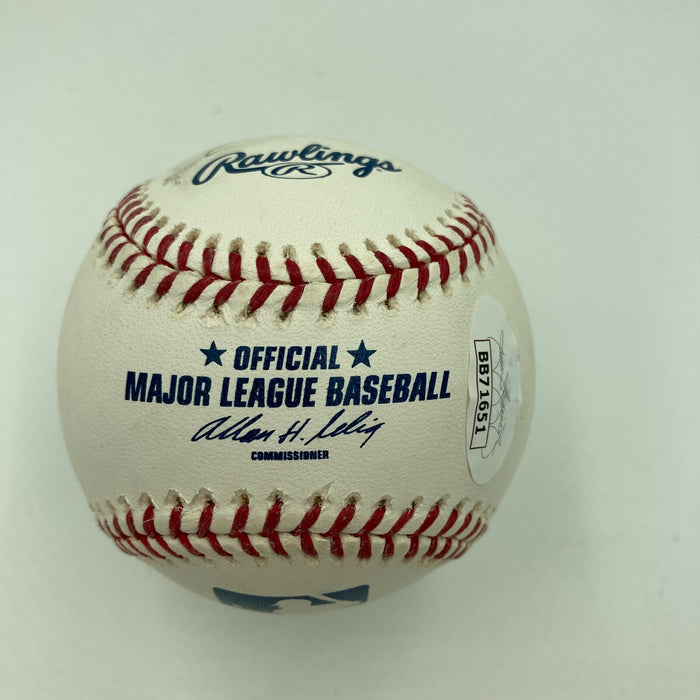 Rawlings
R
★ OFFICIAL ★
MAJOR LEAGUE BASEBALL
Allan H. Selig
COMMISSIONER
BB71651